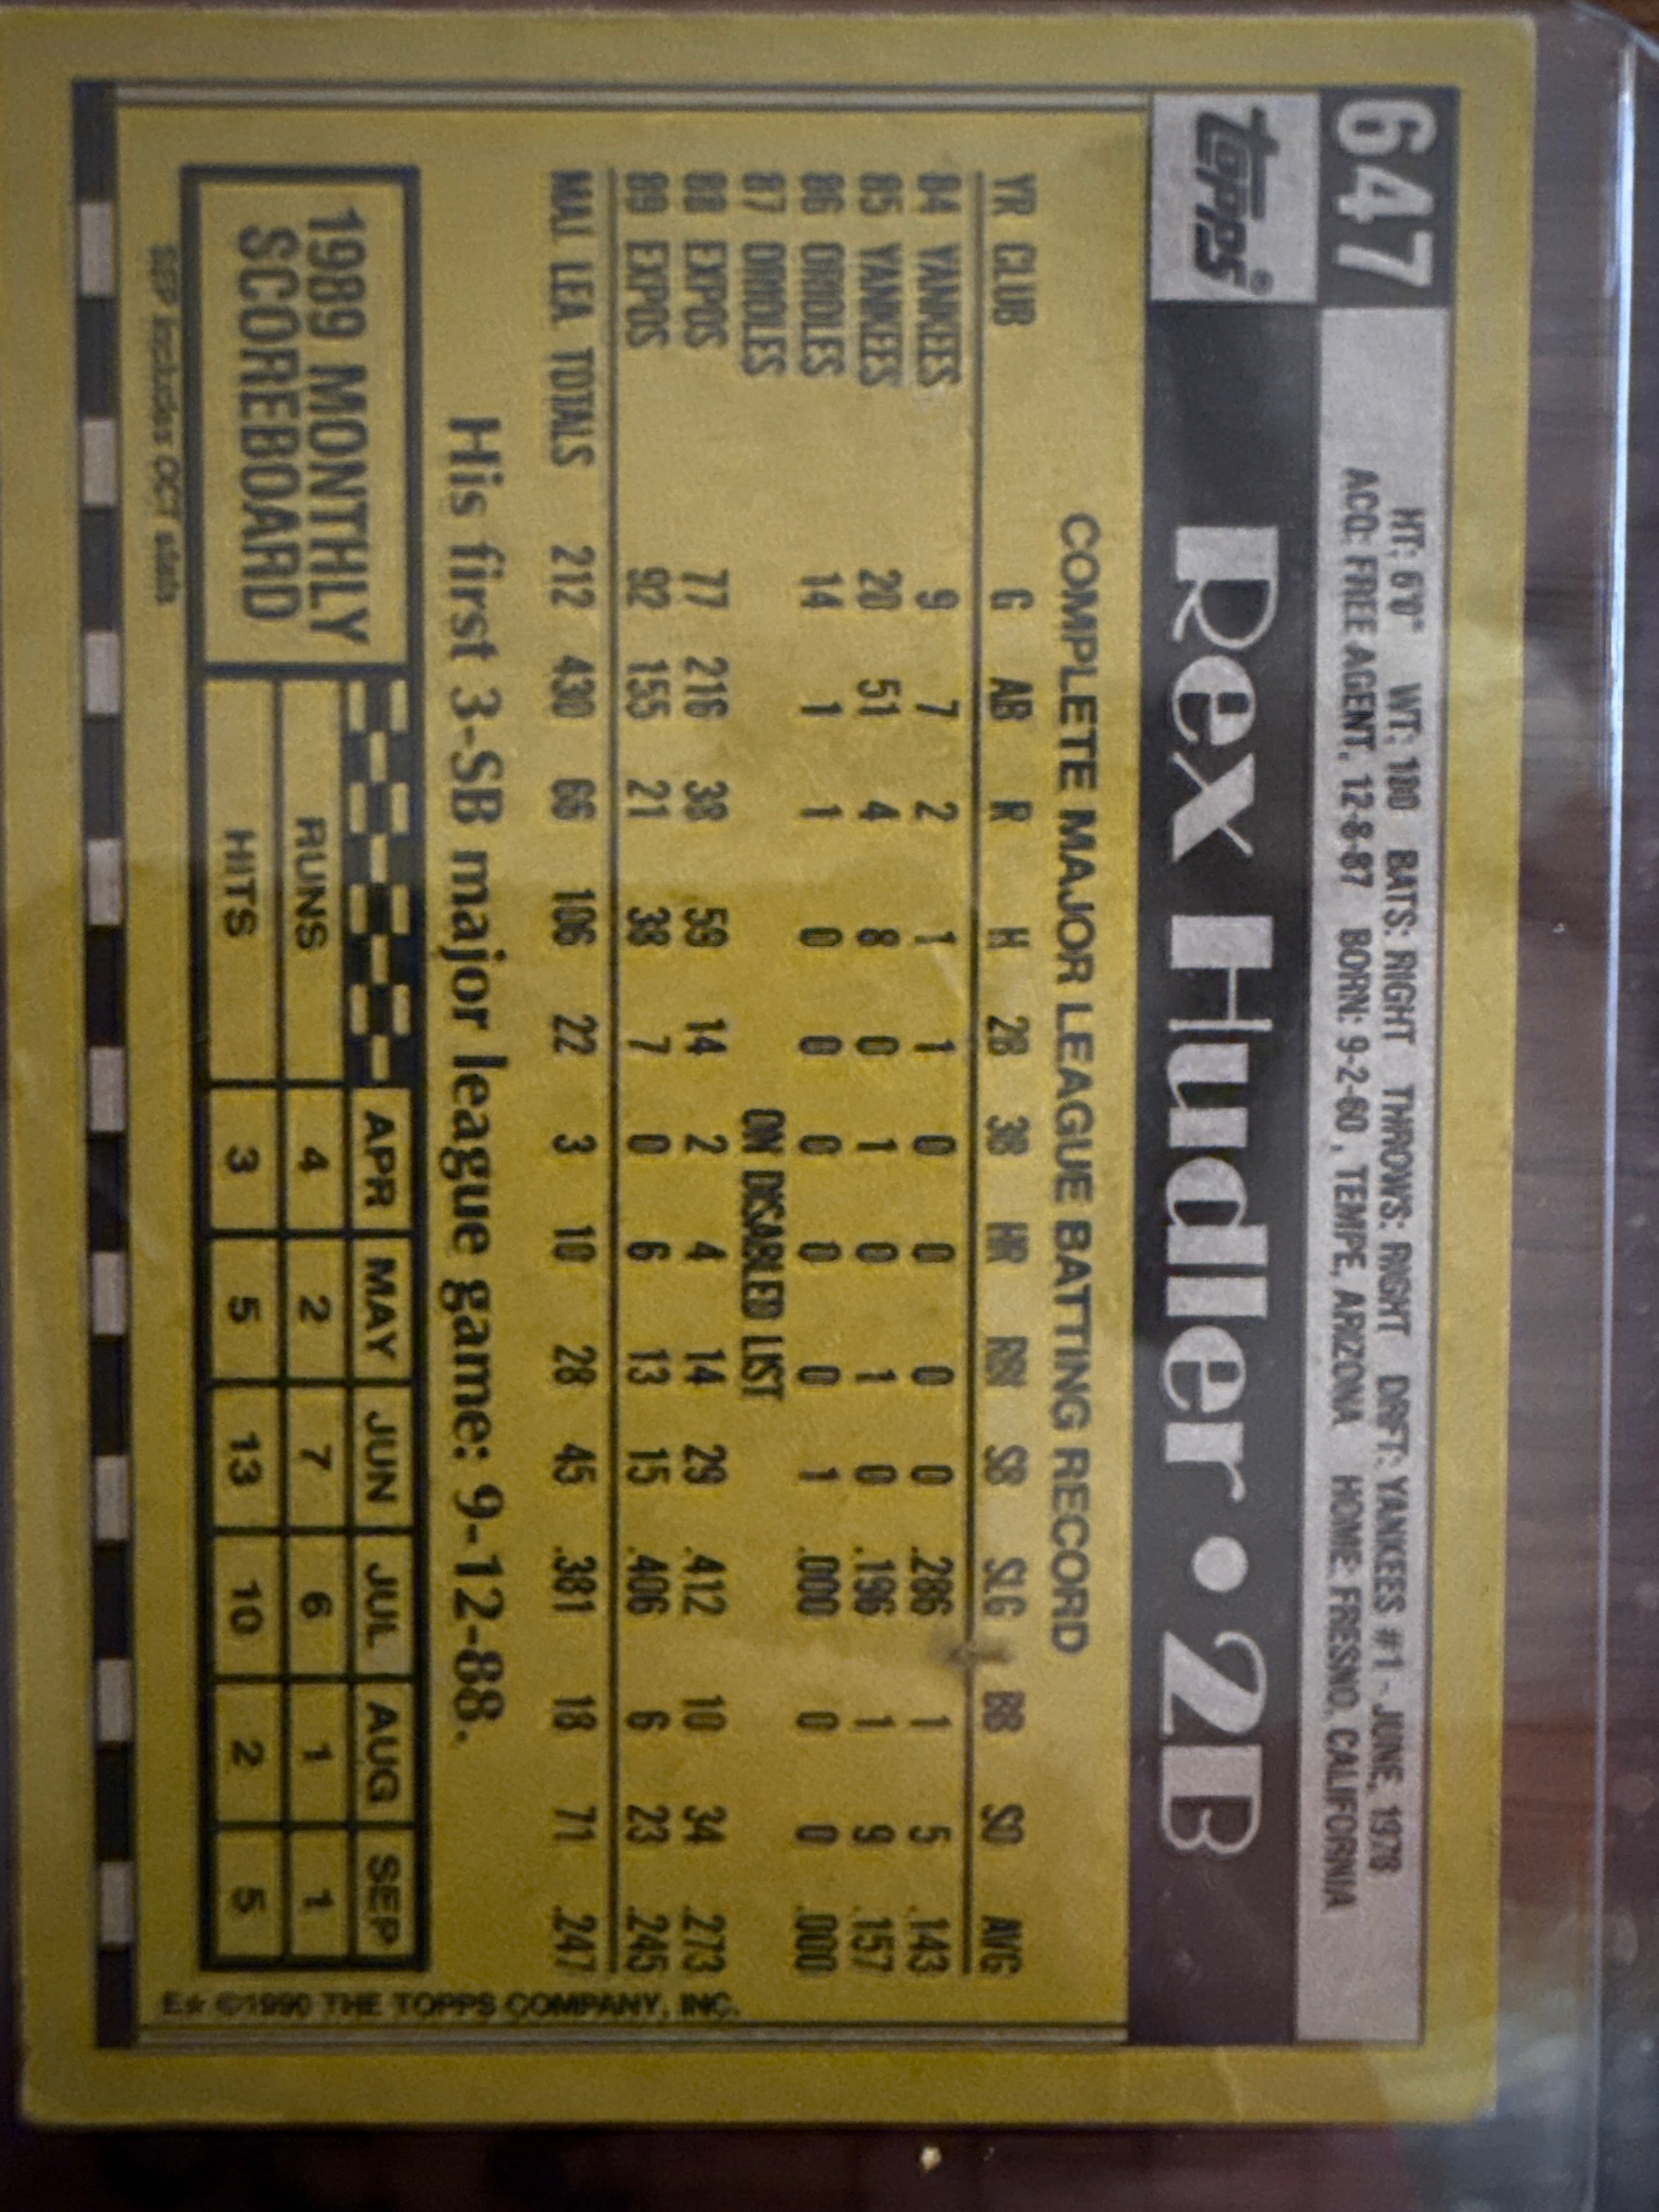 647
HT: 6'0" WT: 180 BATS: RIGHT THROWS: RIGHT DRFT: YANKEES #1 - JUNE, 1978
ACQ: FREE AGENT, 12-8-87 BORN: 9-2-60, TEMPE, ARIZONA HOME: FRESNO, CALIFORNIA
topps®
Rex Hudler • 2B
COMPLETE MAJOR LEAGUE BATTING RECORD
YR CLUB G AB R H 2B 3B HR RBI SB SLG BB SO AVG
84 YANKEES 9 7 2 1 1 0 0 0 0 .286 1 5 .143
85 YANKEES 20 51 4 8 0 1 0 1 0 .196 1 9 .157
86 ORIOLES 14 1 1 0 0 0 0 0 1 .000 0 0 .000
87 ORIOLES ON DISABLED LIST
88 EXPOS 77 216 38 59 14 2 4 14 29 .412 10 34 .273
89 EXPOS 92 155 21 38 7 0 6 13 15 .406 6 23 .245
MAJ. LEA. TOTALS 212 430 66 106 22 3 10 28 45 .381 18 71 .247
His first 3-SB major league game: 9-12-88.
1989 MONTHLY
SCOREBOARD
APR MAY JUN JUL AUG SEP
RUNS 4 2 7 6 1 1
HITS 3 5 13 10 2 5
SEP includes OCT stats
E* ©1990 THE TOPPS COMPANY, INC.